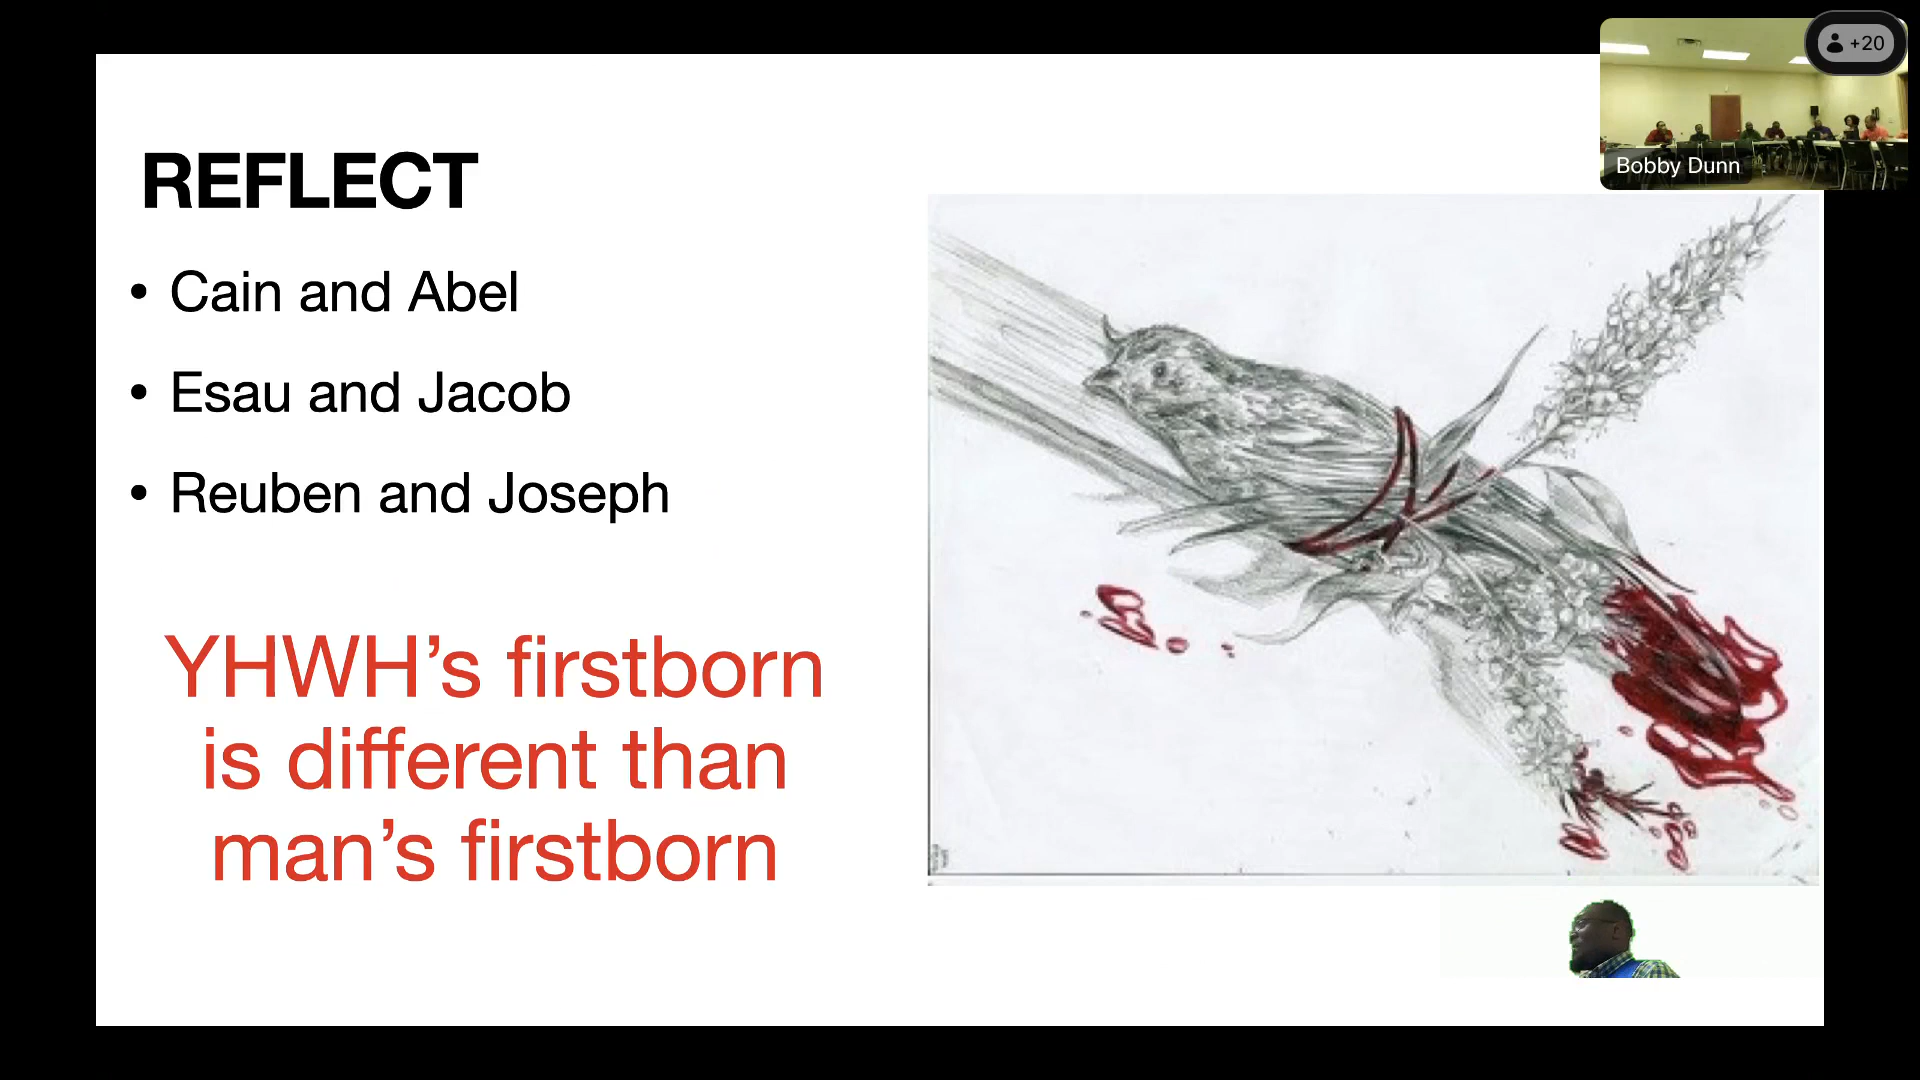 +20
Bobby Dunn
REFLECT
• Cain and Abel
• Esau and Jacob
• Reuben and Joseph
YHWH’s firstborn
is different than
man’s firstborn